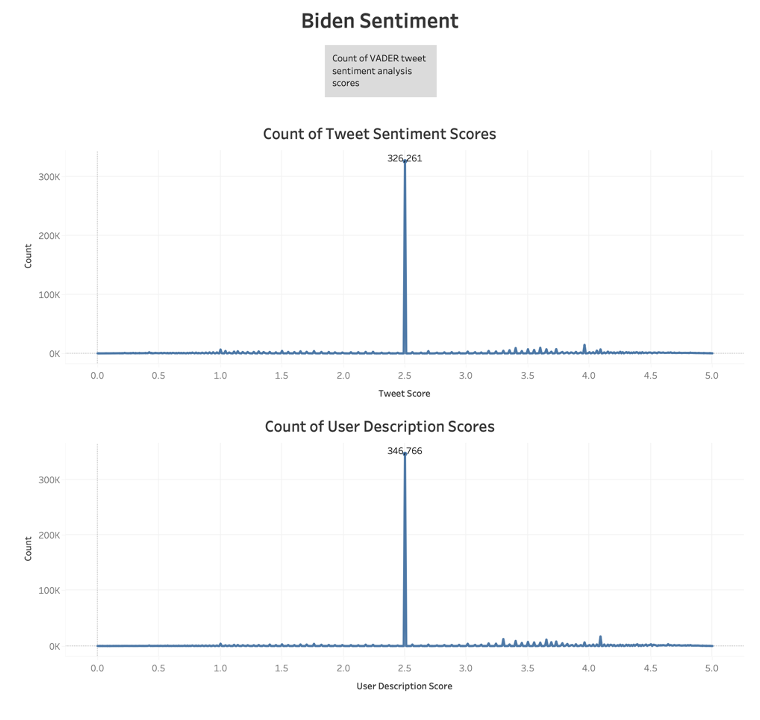 Biden Sentiment
Count of VADER tweet
sentiment analysis
scores
Count of Tweet Sentiment Scores
326,261
300K
200K
100K
0K
Count
0.0 0.5 1.0 1.5 2.0 2.5 3.0 3.5 4.0 4.5 5.0
Tweet Score
Count of User Description Scores
346,766
300K
200K
100K
0K
Count
0.0 0.5 1.0 1.5 2.0 2.5 3.0 3.5 4.0 4.5 5.0
User Description Score